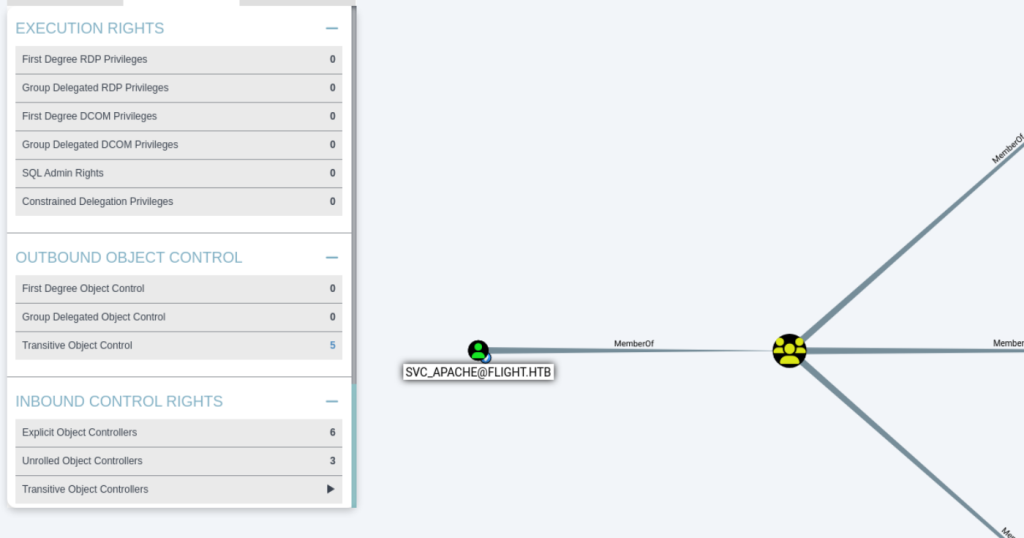 EXECUTION RIGHTS
First Degree RDP Privileges 0
Group Delegated RDP Privileges 0
First Degree DCOM Privileges 0
Group Delegated DCOM Privileges 0
SQL Admin Rights 0
Constrained Delegation Privileges 0
OUTBOUND OBJECT CONTROL
First Degree Object Control 0
Group Delegated Object Control 0
Transitive Object Control 5
INBOUND CONTROL RIGHTS
Explicit Object Controllers 6
Unrolled Object Controllers 3
Transitive Object Controllers
MemberOf
SVC_APACHE@FLIGHT.HTB
MemberOf
Member
Me